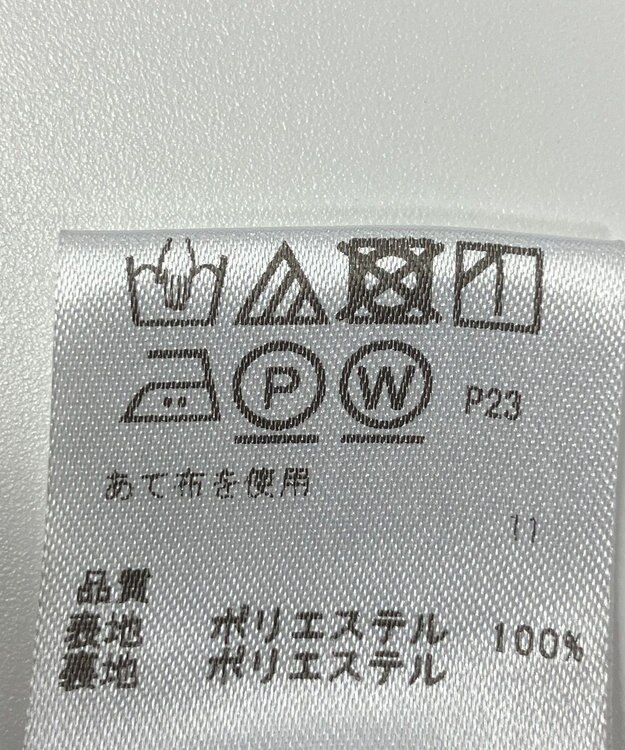 P W P23
あて布を使用
11
品質
表地 ポリエステル 100%
裏地 ポリエステル